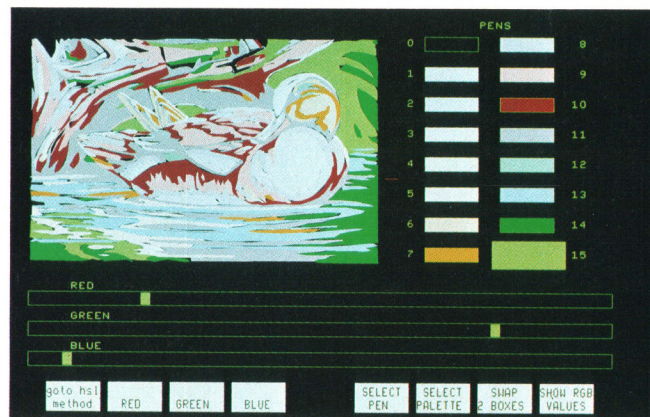 PENS
0 8
1 9
2 10
3 11
4 12
5 13
6 14
7 15
RED
GREEN
BLUE
goto hsl
method
RED
GREEN
BLUE
SELECT
PEN
SELECT
PALETTE
SWAP
2 BOXES
SHOW RGB
VALUES